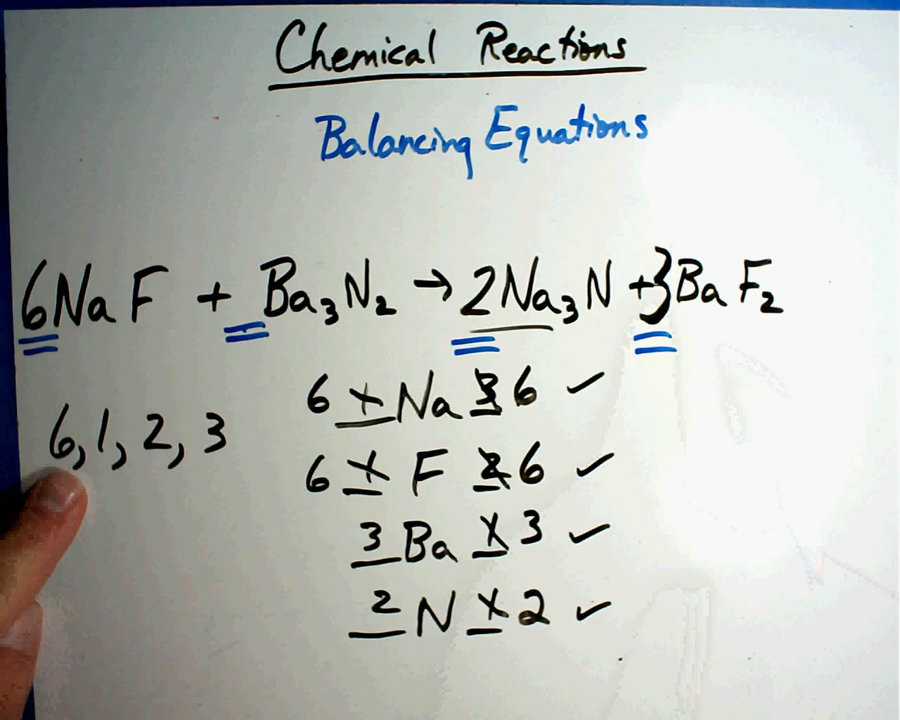 Chemical Reactions
Balancing Equations
6NaF + Ba₃N₂ → 2Na₃N + 3BaF₂
6, 1, 2, 3
6 1 Na 3 6 ✓
6 1 F 2 6 ✓
3 Ba 1 3 ✓
2 N 1 2 ✓